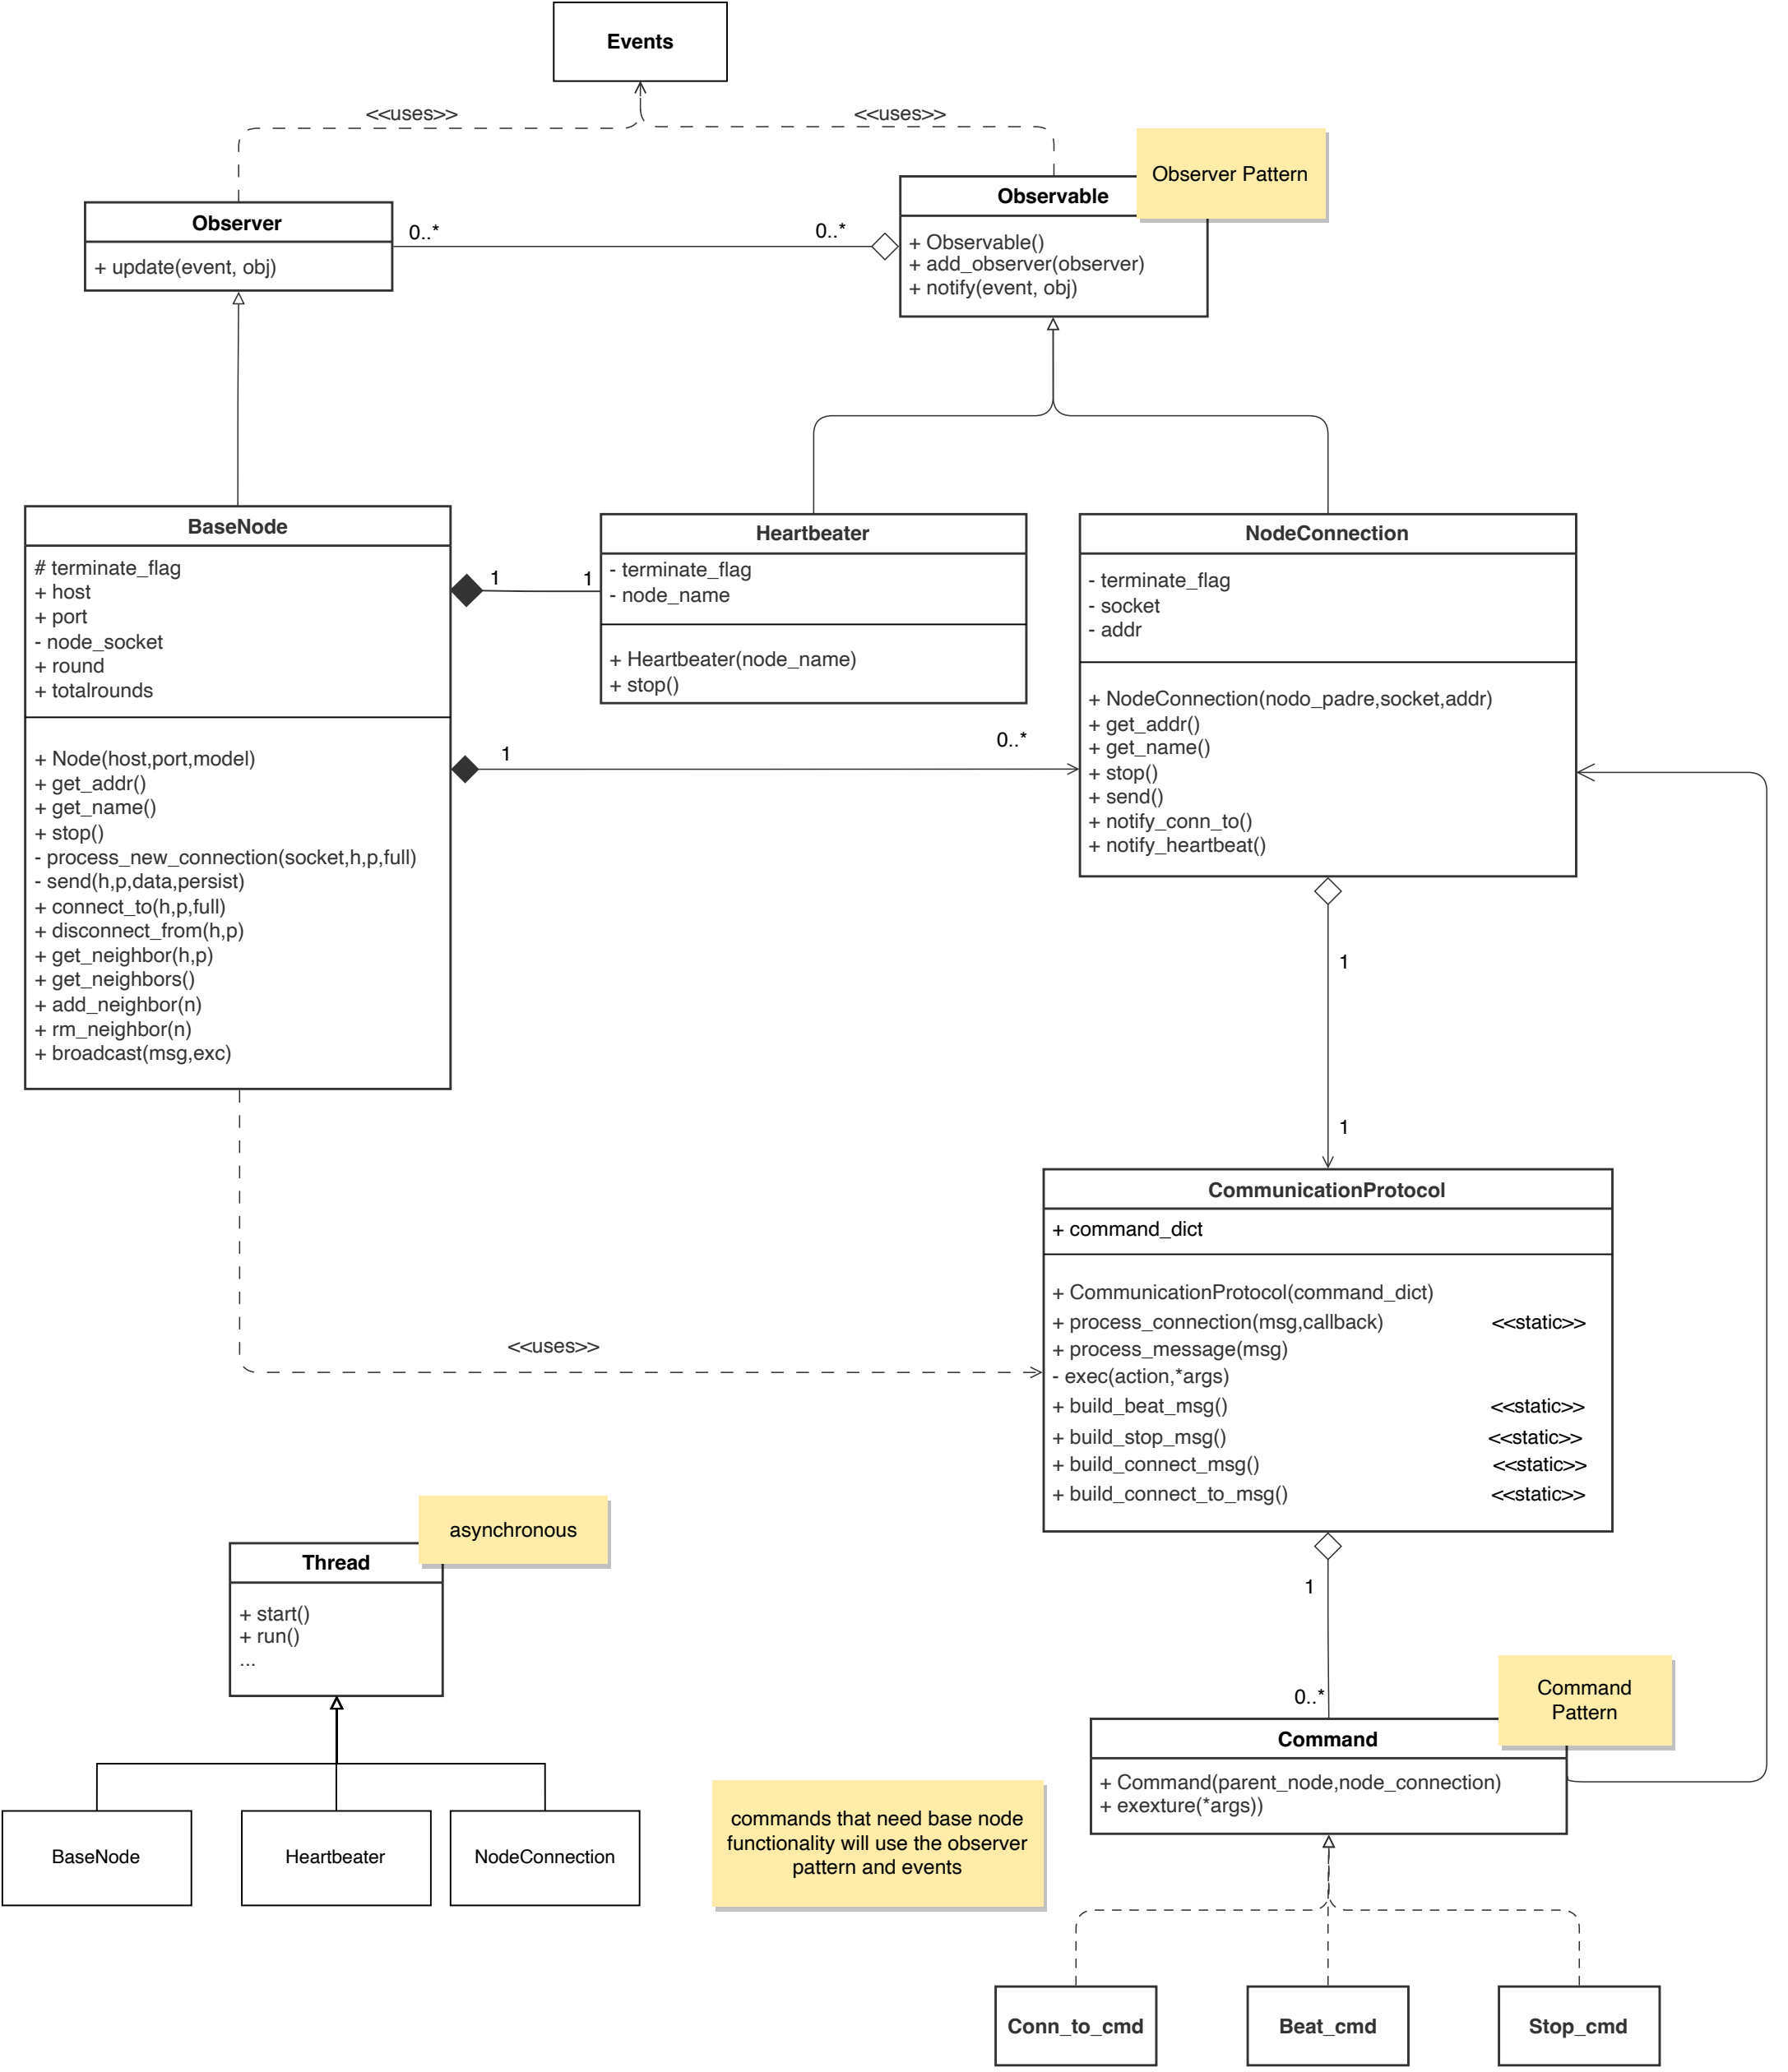 Events
<<uses>>
<<uses>>
Observer Pattern
Observable
+ Observable()
+ add_observer(observer)
+ notify(event, obj)
Observer
+ update(event, obj)
0..*
0..*
BaseNode
# terminate_flag
+ host
+ port
- node_socket
+ round
+ totalrounds
+ Node(host,port,model)
+ get_addr()
+ get_name()
+ stop()
- process_new_connection(socket,h,p,full)
- send(h,p,data,persist)
+ connect_to(h,p,full)
+ disconnect_from(h,p)
+ get_neighbor(h,p)
+ get_neighbors()
+ add_neighbor(n)
+ rm_neighbor(n)
+ broadcast(msg,exc)
1
1
Heartbeater
- terminate_flag
- node_name
+ Heartbeater(node_name)
+ stop()
1
0..*
NodeConnection
- terminate_flag
- socket
- addr
+ NodeConnection(nodo_padre,socket,addr)
+ get_addr()
+ get_name()
+ stop()
+ send()
+ notify_conn_to()
+ notify_heartbeat()
1
1
<<uses>>
CommunicationProtocol
+ command_dict
+ CommunicationProtocol(command_dict)
+ process_connection(msg,callback) <<static>>
+ process_message(msg)
- exec(action,*args)
+ build_beat_msg() <<static>>
+ build_stop_msg() <<static>>
+ build_connect_msg() <<static>>
+ build_connect_to_msg() <<static>>
asynchronous
Thread
+ start()
+ run()
...
BaseNode
Heartbeater
NodeConnection
1
0..*
Command
Pattern
Command
+ Command(parent_node,node_connection)
+ exexture(*args))
commands that need base node
functionality will use the observer
pattern and events
Conn_to_cmd
Beat_cmd
Stop_cmd